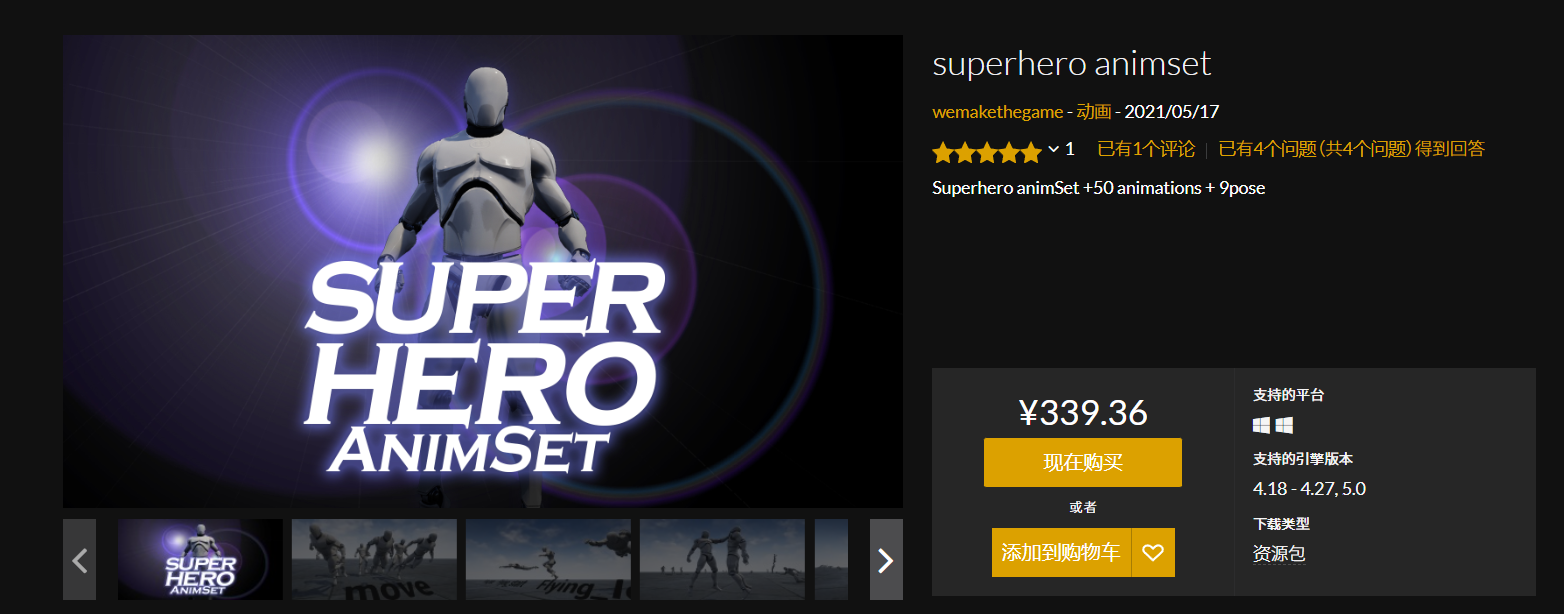 superhero animset
wemakethegame - 动画 - 2021/05/17
1 已有1个评论 | 已有4个问题(共4个问题)得到回答
Superhero animSet +50 animations + 9pose
SUPER
HERO
ANIMSET
¥339.36
现在购买
或者
添加到购物车
支持的平台
支持的引擎版本
4.18 - 4.27, 5.0
下载类型
资源包
SUPER
HERO
ANIMSET
move